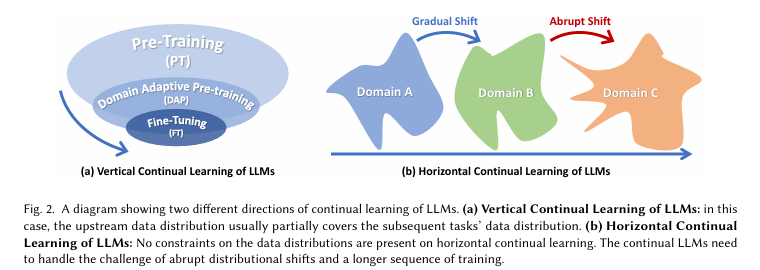 Gradual Shift
Abrupt Shift
Pre-Training
(PT)
Domain Adaptive Pre-training
(DAP)
Fine-Tuning
(FT)
Domain A
Domain B
Domain C
(a) Vertical Continual Learning of LLMs
(b) Horizontal Continual Learning of LLMs
Fig. 2. A diagram showing two different directions of continual learning of LLMs. (a) Vertical Continual Learning of LLMs: in this
case, the upstream data distribution usually partially covers the subsequent tasks' data distribution. (b) Horizontal Continual
Learning of LLMs: No constraints on the data distributions are present on horizontal continual learning. The continual LLMs need
to handle the challenge of abrupt distributional shifts and a longer sequence of training.